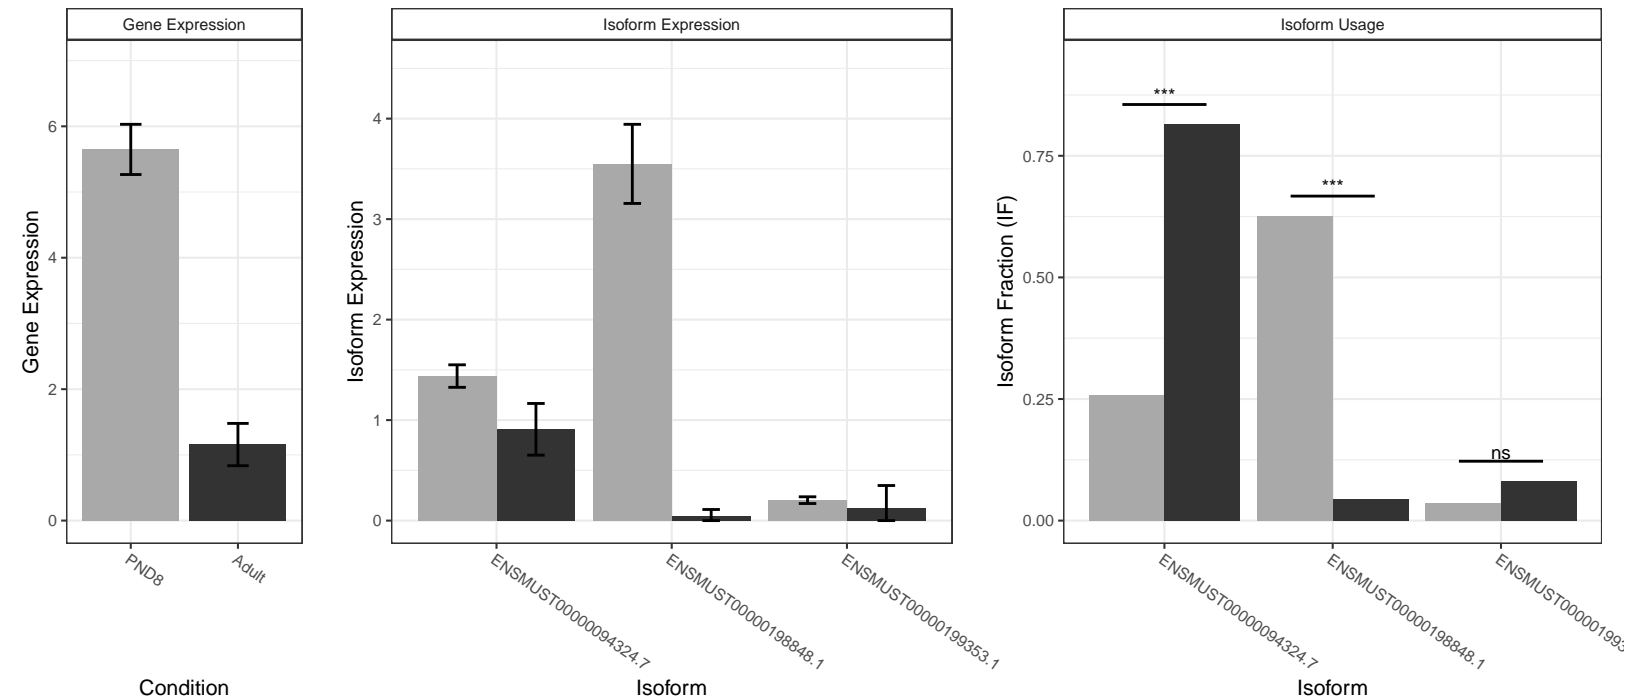 Gene Expression
Gene Expression
6
4
2
0
PND8
Adult
Condition
Isoform Expression
Isoform Expression
4
3
2
1
0
ENSMUST00000094324.7
ENSMUST00000198848.1
ENSMUST00000199353.1
Isoform
Isoform Usage
Isoform Fraction (IF)
0.75
0.50
0.25
0.00
***
***
ns
ENSMUST00000094324.7
ENSMUST00000198848.1
ENSMUST00000199
Isoform